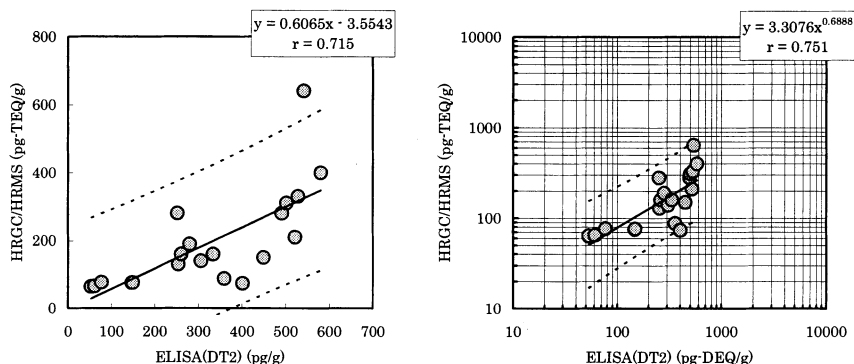 y = 0.6065x - 3.5543
r = 0.715
800
600
400
200
0
0 100 200 300 400 500 600 700
HRGC/HRMS (pg-TEQ/g)
ELISA(DT2) (pg/g)
y = 3.3076x^0.6888
r = 0.751
10000
1000
100
10
10 100 1000 10000
HRGC/HRMS (pg-TEQ/g)
ELISA(DT2) (pg-DEQ/g)